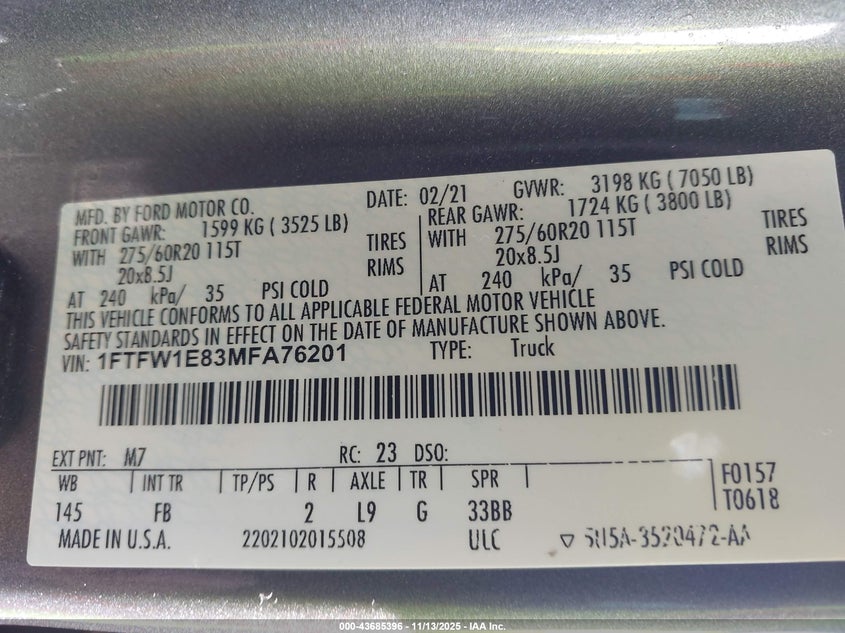 MFD. BY FORD MOTOR CO. DATE: 02/21 GVWR: 3198 KG ( 7050 LB)
FRONT GAWR: 1599 KG ( 3525 LB) REAR GAWR: 1724 KG ( 3800 LB)
WITH 275/60R20 115T TIRES WITH 275/60R20 115T TIRES
20x8.5J RIMS 20x8.5J RIMS
AT 240 kPa/ 35 PSI COLD AT 240 kPa/ 35 PSI COLD
THIS VEHICLE CONFORMS TO ALL APPLICABLE FEDERAL MOTOR VEHICLE
SAFETY STANDARDS IN EFFECT ON THE DATE OF MANUFACTURE SHOWN ABOVE.
VIN: 1FTFW1E83MFA76201 TYPE: Truck
EXT PNT: M7 RC: 23 DSO:
WB INT TR TP/PS R AXLE TR SPR F0157
145 FB 2 L9 G 33BB T0618
MADE IN U.S.A. 2202102015508 ULC
000-43685396 - 11/13/2025 - IAA Inc.